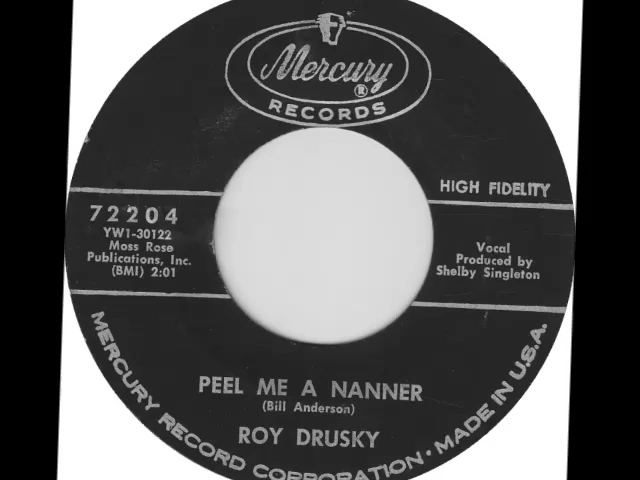 Mercury
®
RECORDS
HIGH FIDELITY
72204
YW1-30122
Moss Rose
Publications, Inc.
(BMI) 2:01
Vocal
Produced by
Shelby Singleton
PEEL ME A NANNER
(Bill Anderson)
ROY DRUSKY
MERCURY RECORD CORPORATION · MADE IN U.S.A.